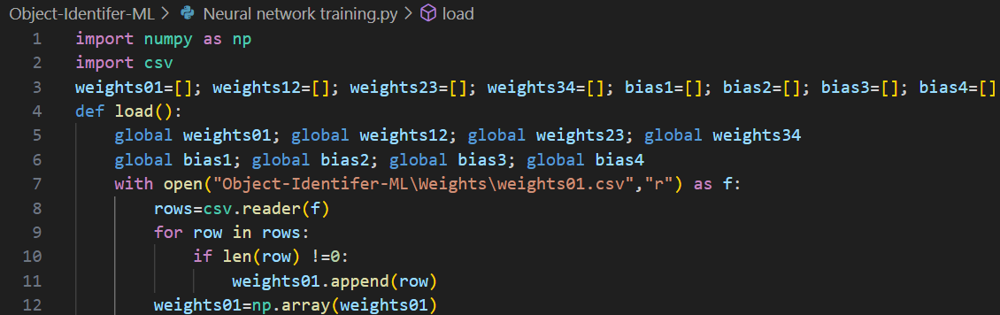 Object-Identifer-ML > Neural network training.py > load
1 import numpy as np
2 import csv
3 weights01=[]; weights12=[]; weights23=[]; weights34=[]; bias1=[]; bias2=[]; bias3=[]; bias4=[]
4 def load():
5 global weights01; global weights12; global weights23; global weights34
6 global bias1; global bias2; global bias3; global bias4
7 with open("Object-Identifer-ML\Weights\weights01.csv","r") as f:
8 rows=csv.reader(f)
9 for row in rows:
10 if len(row) !=0:
11 weights01.append(row)
12 weights01=np.array(weights01)